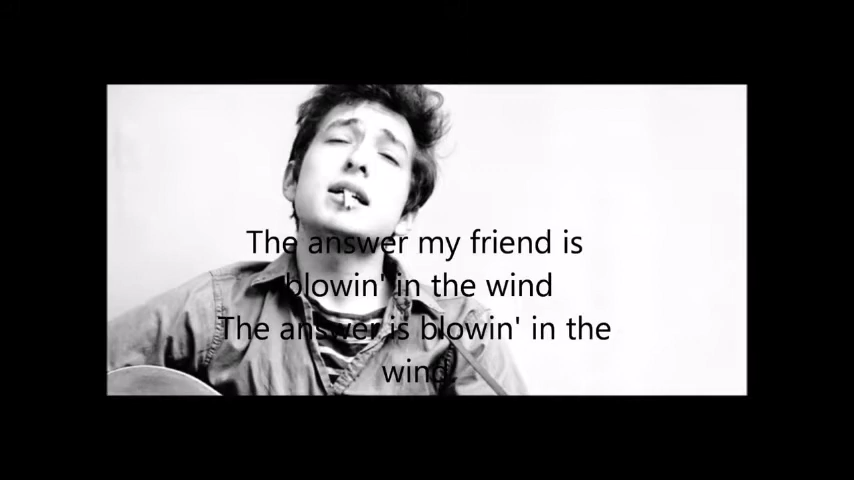 The answer my friend is
blowin' in the wind
The answer is blowin' in the
wind